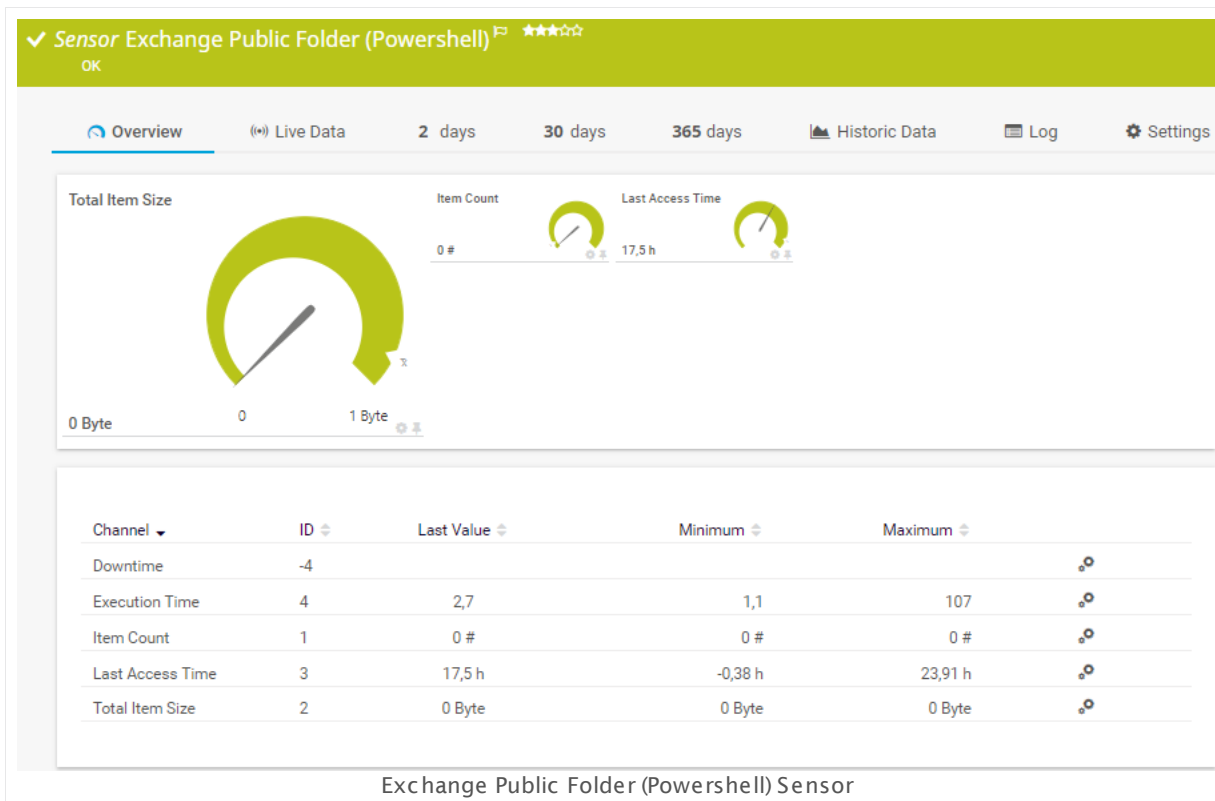 Sensor Exchange Public Folder (Powershell)
OK
Overview Live Data 2 days 30 days 365 days Historic Data Log Settings
Total Item Size
0 Byte
0
1 Byte
Item Count
0 #
Last Access Time
17,5 h
Channel ID Last Value Minimum Maximum
Downtime -4
Execution Time 4 2,7 1,1 107
Item Count 1 0 # 0 # 0 #
Last Access Time 3 17,5 h -0,38 h 23,91 h
Total Item Size 2 0 Byte 0 Byte 0 Byte
Exchange Public Folder (Powershell) Sensor